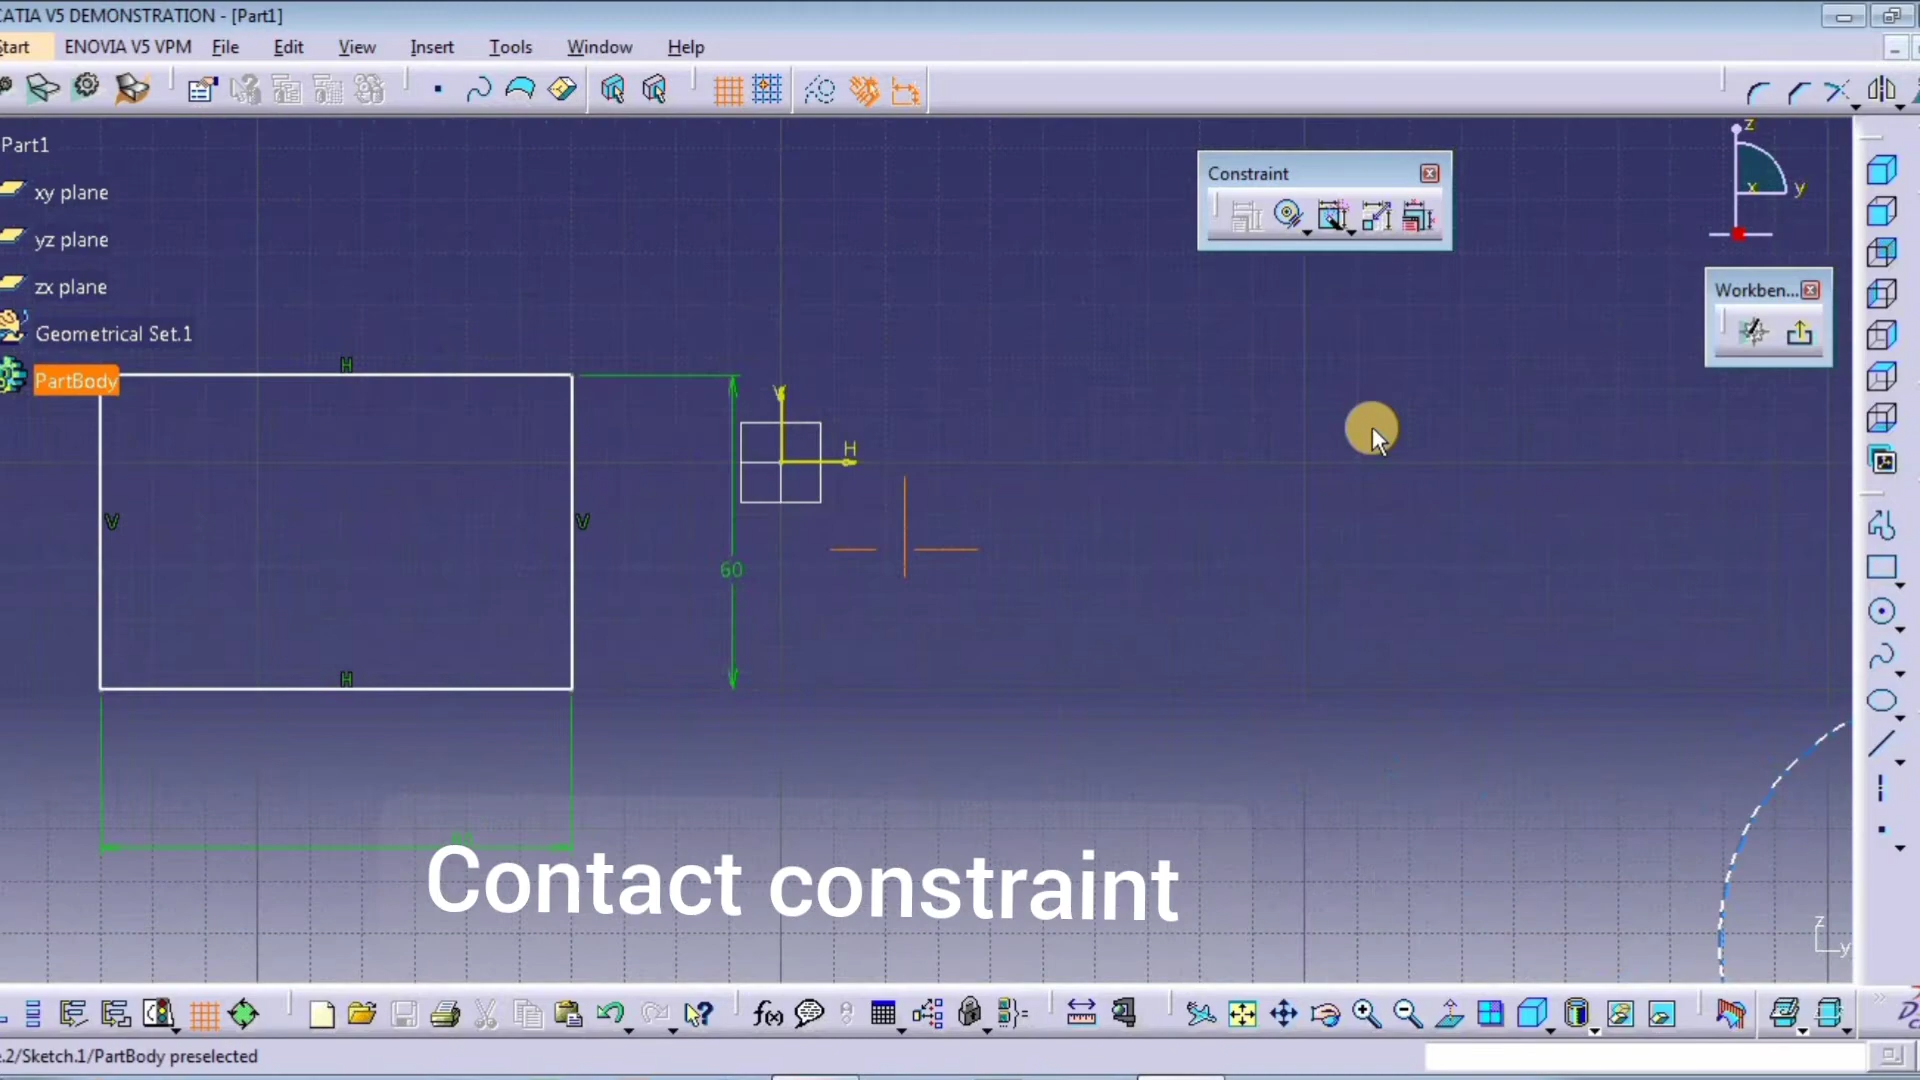 CATIA V5 DEMONSTRATION - [Part1]
Start ENOVIA V5 VPM File Edit View Insert Tools Window Help
Part1
xy plane
yz plane
zx plane
Geometrical Set.1
PartBody
Constraint
Workben...
z
x
y
H
V
V
H
V
H
60
Contact constraint
z
y
f(x)
.2/Sketch.1/PartBody preselected